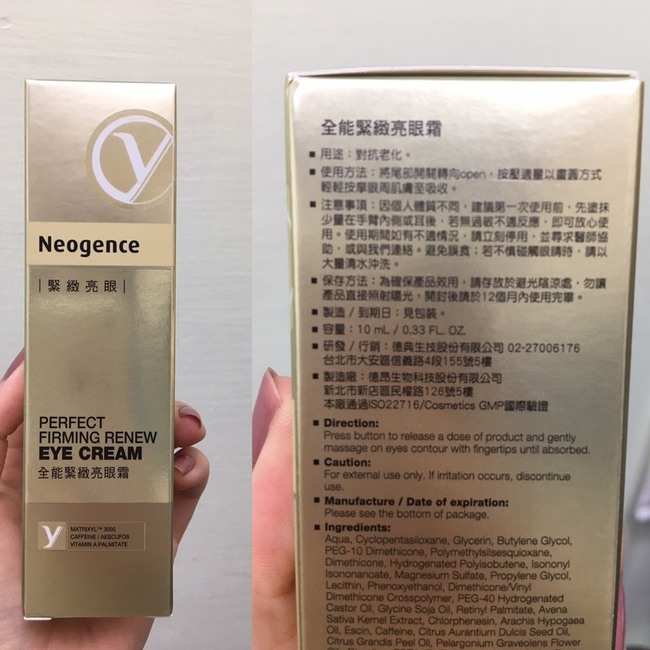 y
Neogence
|緊緻亮眼|
PERFECT
FIRMING RENEW
EYE CREAM
全能緊緻亮眼霜
y
MATRIXYL™ 3000
CAFFEINE / AESCUFOS
VITAMIN A PALMITATE
全能緊緻亮眼霜
■ 用途：對抗老化。
■ 使用方法：將尾部開關轉向open，按壓適量以畫圓方式
輕輕按摩眼周肌膚至吸收。
■ 注意事項：因個人體質不同，建議第一次使用前，先塗抹
少量在手臂內側或耳後，若無過敏不適反應，即可放心使
用。使用期間如有不適情況，請立刻停用，並尋求醫師協
助，或與我們連絡。避免誤食；若不慎碰觸眼睛時，請以
大量清水沖洗。
■ 保存方法：為確保產品效用，請存放於避光陰涼處，勿讓
產品直接照射陽光，開封後請於12個月內使用完畢。
■ 製造 / 到期日：見包裝。
■ 容量：10 mL / 0.33 FL. OZ.
■ 研發 / 行銷：德典生技股份有限公司 02-27006176
台北市大安區信義路4段155號5樓
■ 製造廠：德昂生物科技股份有限公司
新北市新店區民權路126號5樓
本廠通過ISO22716/Cosmetics GMP國際驗證
■ Direction:
Press button to release a dose of product and gently
massage on eyes contour with fingertips until absorbed.
■ Caution:
For external use only. If irritation occurs, discontinue
use.
■ Manufacture / Date of expiration:
Please see the bottom of package.
■ Ingredients:
Aqua, Cyclopentasiloxane, Glycerin, Butylene Glycol,
PEG-10 Dimethicone, Polymethylsilsesquioxane,
Dimethicone, Hydrogenated Polyisobutene, Isononyl
Isononanoate, Magnesium Sulfate, Propylene Glycol,
Lecithin, Phenoxyethanol, Dimethicone/Vinyl
Dimethicone Crosspolymer, PEG-40 Hydrogenated
Castor Oil, Glycine Soja Oil, Retinyl Palmitate, Avena
Sativa Kernel Extract, Chlorphenesin, Arachis Hypogaea
Oil, Escin, Caffeine, Citrus Aurantium Dulcis Seed Oil,
Citrus Grandis Peel Oil, Pelargonium Graveolens Flower